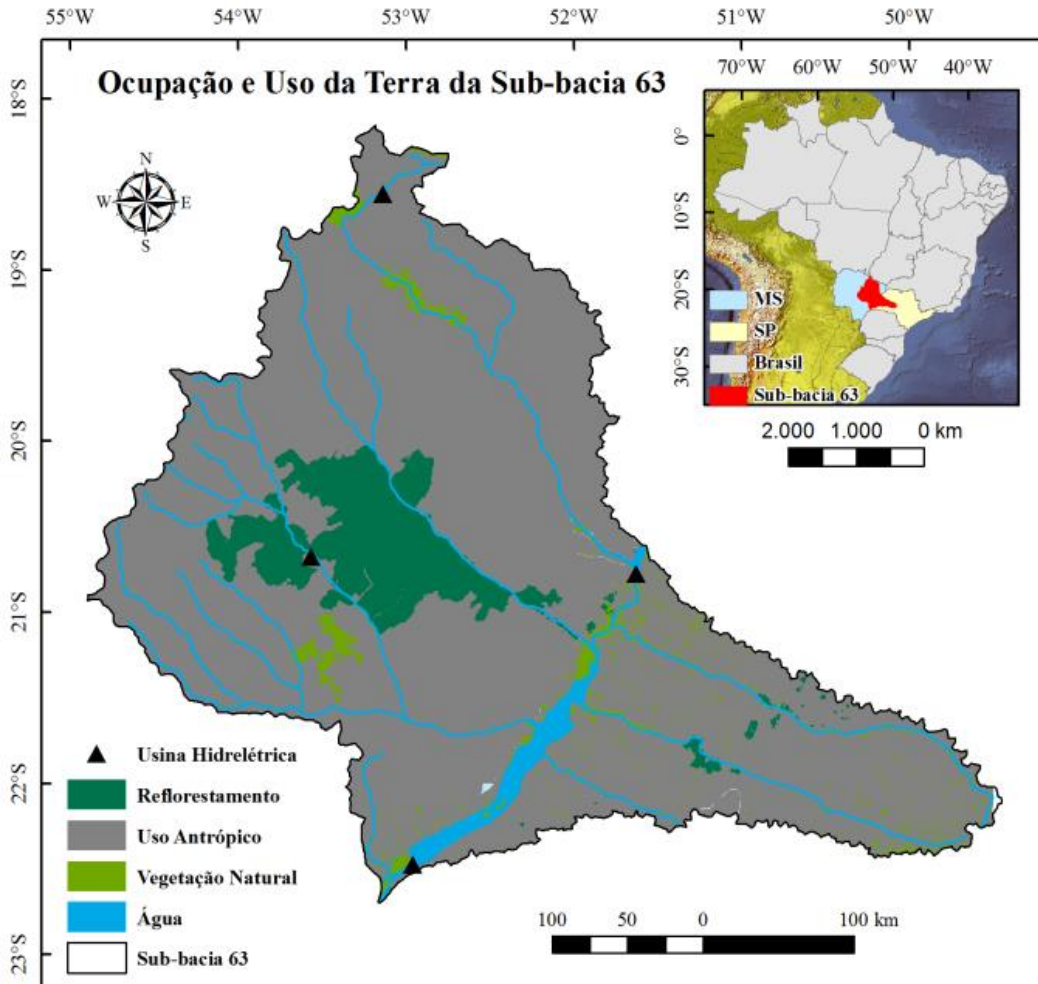 55°W 54°W 53°W 52°W 51°W 50°W
Ocupação e Uso da Terra da Sub-bacia 63
70°W 60°W 50°W 40°W
0°
10°S
20°S
30°S
MS
SP
Brasil
Sub-bacia 63
2.000 1.000 0 km
N
W E
S
18°S
19°S
20°S
21°S
22°S
23°S
Usina Hidrelétrica
Reflorestamento
Uso Antrópico
Vegetação Natural
Água
Sub-bacia 63
100 50 0 100 km